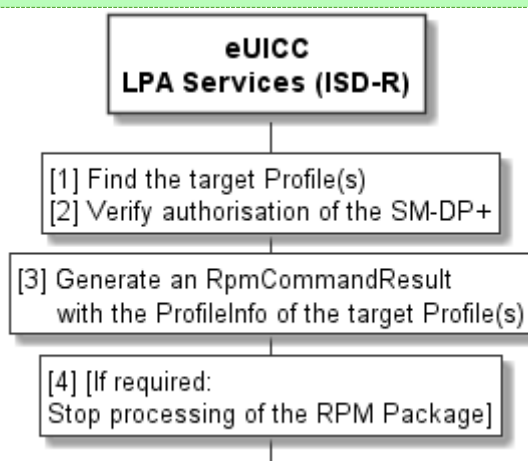 eUICC
LPA Services (ISD-R)
[1] Find the target Profile(s)
[2] Verify authorisation of the SM-DP+
[3] Generate an RpmCommandResult
with the ProfileInfo of the target Profile(s)
[4] [If required:
Stop processing of the RPM Package]